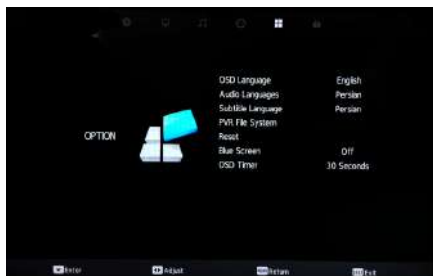 OSD Language English
Audio Languages Persian
Subtitle Language Persian
OPTION
PVR File System
Reset
Blue Screen Off
OSD Timer 30 Seconds
Enter Adjust Return Exit